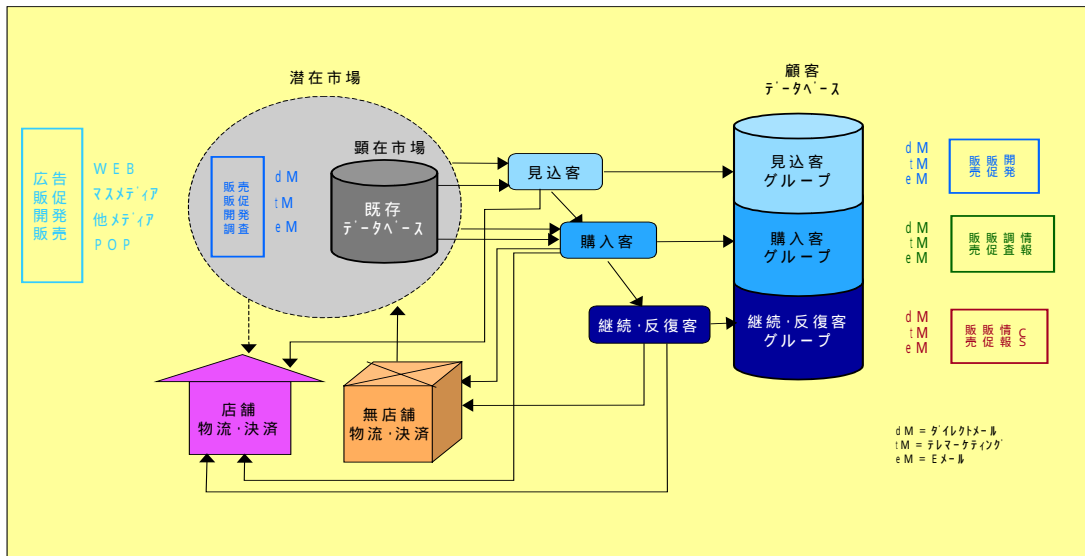 潜在市場
顧客
データベース
広告
販促
開発
販売
WEB
マスメディア
他メディア
POP
顕在市場
販売
販促
開発
調査
dM
tM
eM
既存
データベース
見込客
購入客
継続・反復客
見込客
グループ
購入客
グループ
継続・反復客
グループ
dM
tM
eM
販売
販促
開発
dM
tM
eM
販売
販促
調査
情報
dM
tM
eM
販売
販促
情報
CS
店舗
物流・決済
無店舗
物流・決済
dM=ダイレクトメール
tM=テレマーケティング
eM=Eメール